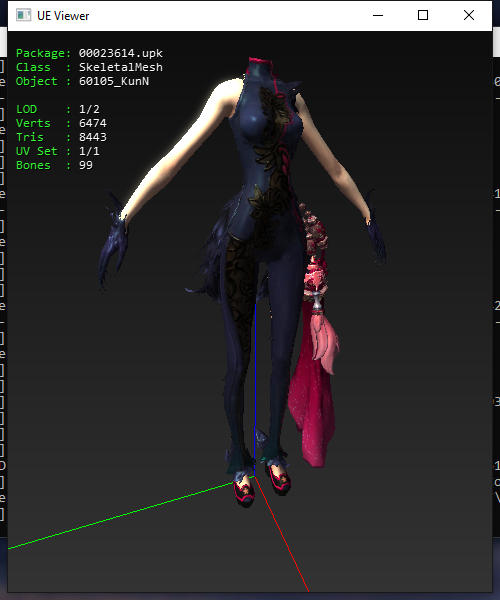 UE Viewer
Package: 00023614.upk
Class : SkeletalMesh
Object : 60105_KunN
LOD : 1/2
Verts : 6474
Tris : 8443
UV Set : 1/1
Bones : 99